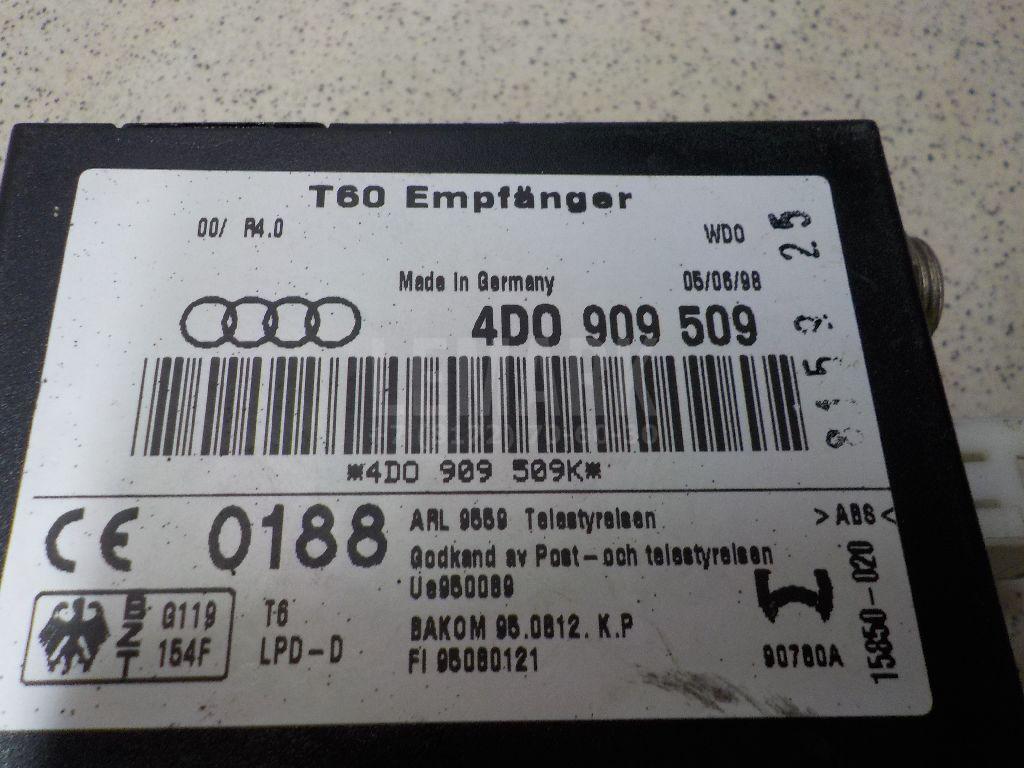 T60 Empfänger
00/ R4.0
WDO
Made in Germany
05/06/98
4D0 909 509
*4D0 909 509K*
CE 0188
ARL 9559 Telestyrelsen
>ABS<
Godkand av Post-och telestyrelsen
Ue950089
BZT
G119
154F
T6
LPD-D
BAKOM 95.0812. K.P
FI 95080121
90780A
15850-020
25